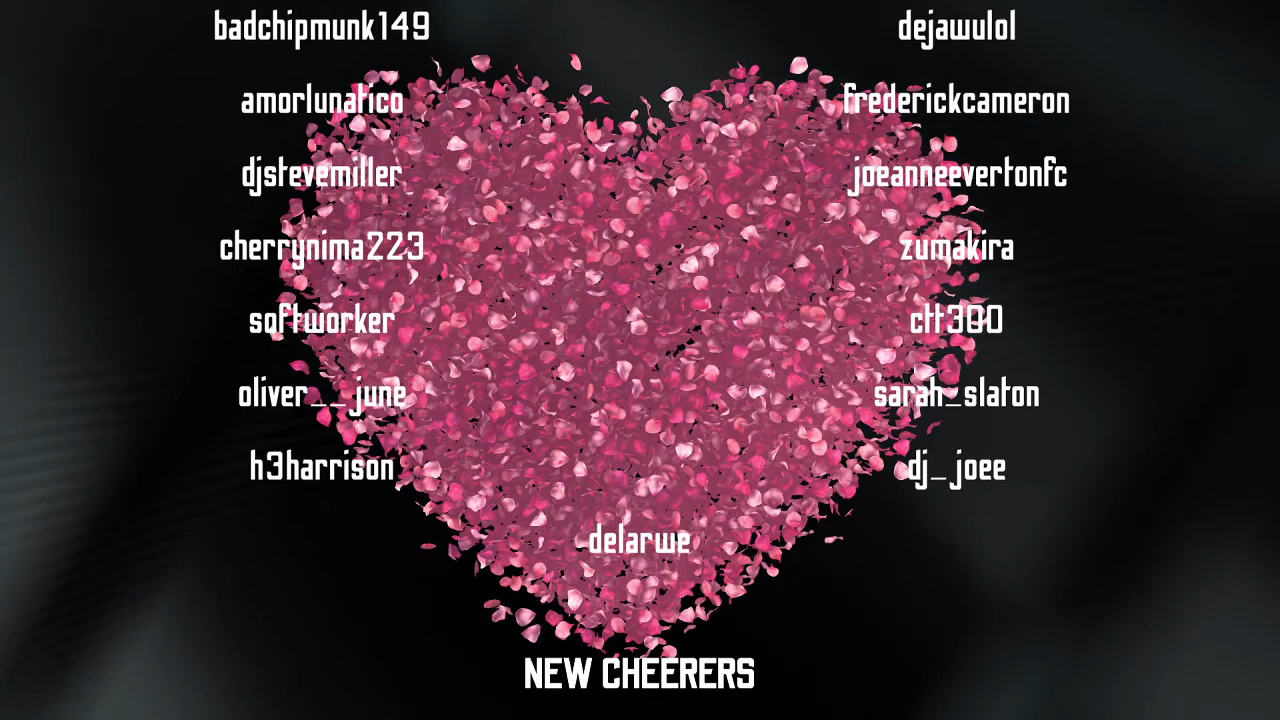 badchipmunk149 dejawulol
amorlunatico frederickcameron
djstevemiller joeanneevertonfc
cherrynima223 zumakira
softworker ctt300
oliver__june sarah_slaton
h3harrison dj_joee
delarwe
NEW CHEERERS